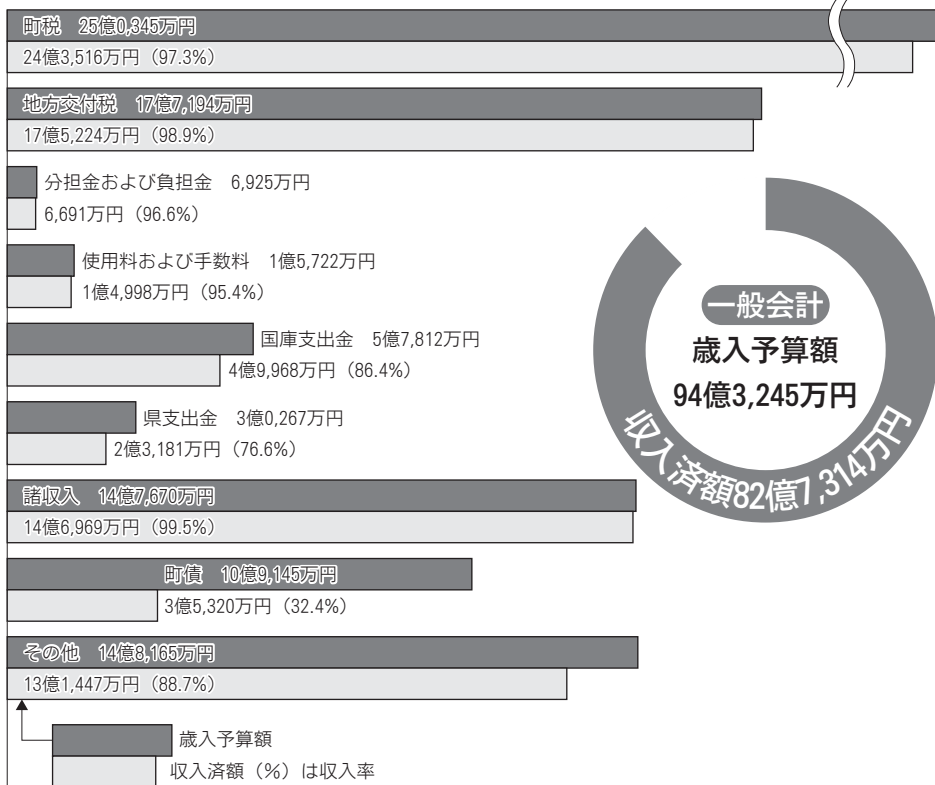 町税 25億0,345万円
24億3,516万円（97.3%）
地方交付税 17億7,194万円
17億5,224万円（98.9%）
分担金および負担金 6,925万円
6,691万円（96.6%）
使用料および手数料 1億5,722万円
1億4,998万円（95.4%）
国庫支出金 5億7,812万円
4億9,968万円（86.4%）
県支出金 3億0,267万円
2億3,181万円（76.6%）
諸収入 14億7,670万円
14億6,969万円（99.5%）
町債 10億9,145万円
3億5,320万円（32.4%）
その他 14億8,165万円
13億1,447万円（88.7%）
歳入予算額
収入済額（%）は収入率
一般会計
歳入予算額
94億3,245万円
収入済額82億7,314万円